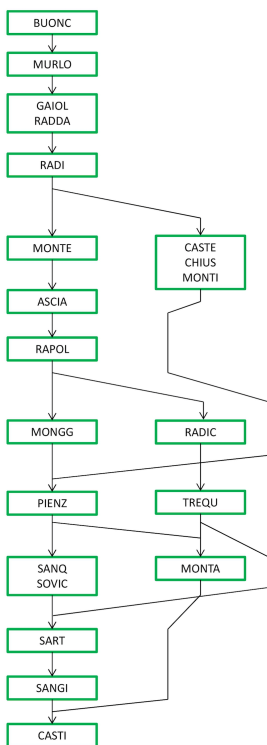 BUONC
MURLO
GAIOL
RADDA
RADI
MONTE
CASTE
CHIUS
MONTI
ASCIA
RAPOL
MONGG
RADIC
PIENZ
TREQU
SANQ
SOVIC
MONTA
SART
SANGI
CASTI